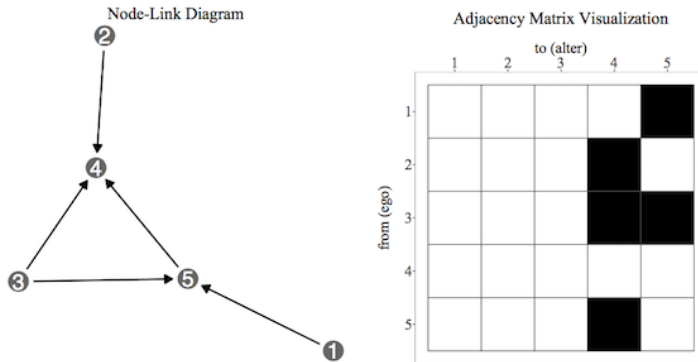 Node-Link Diagram
2
4
3
5
1
Adjacency Matrix Visualization
to (alter)
1 2 3 4 5
from (ego)
1
2
3
4
5